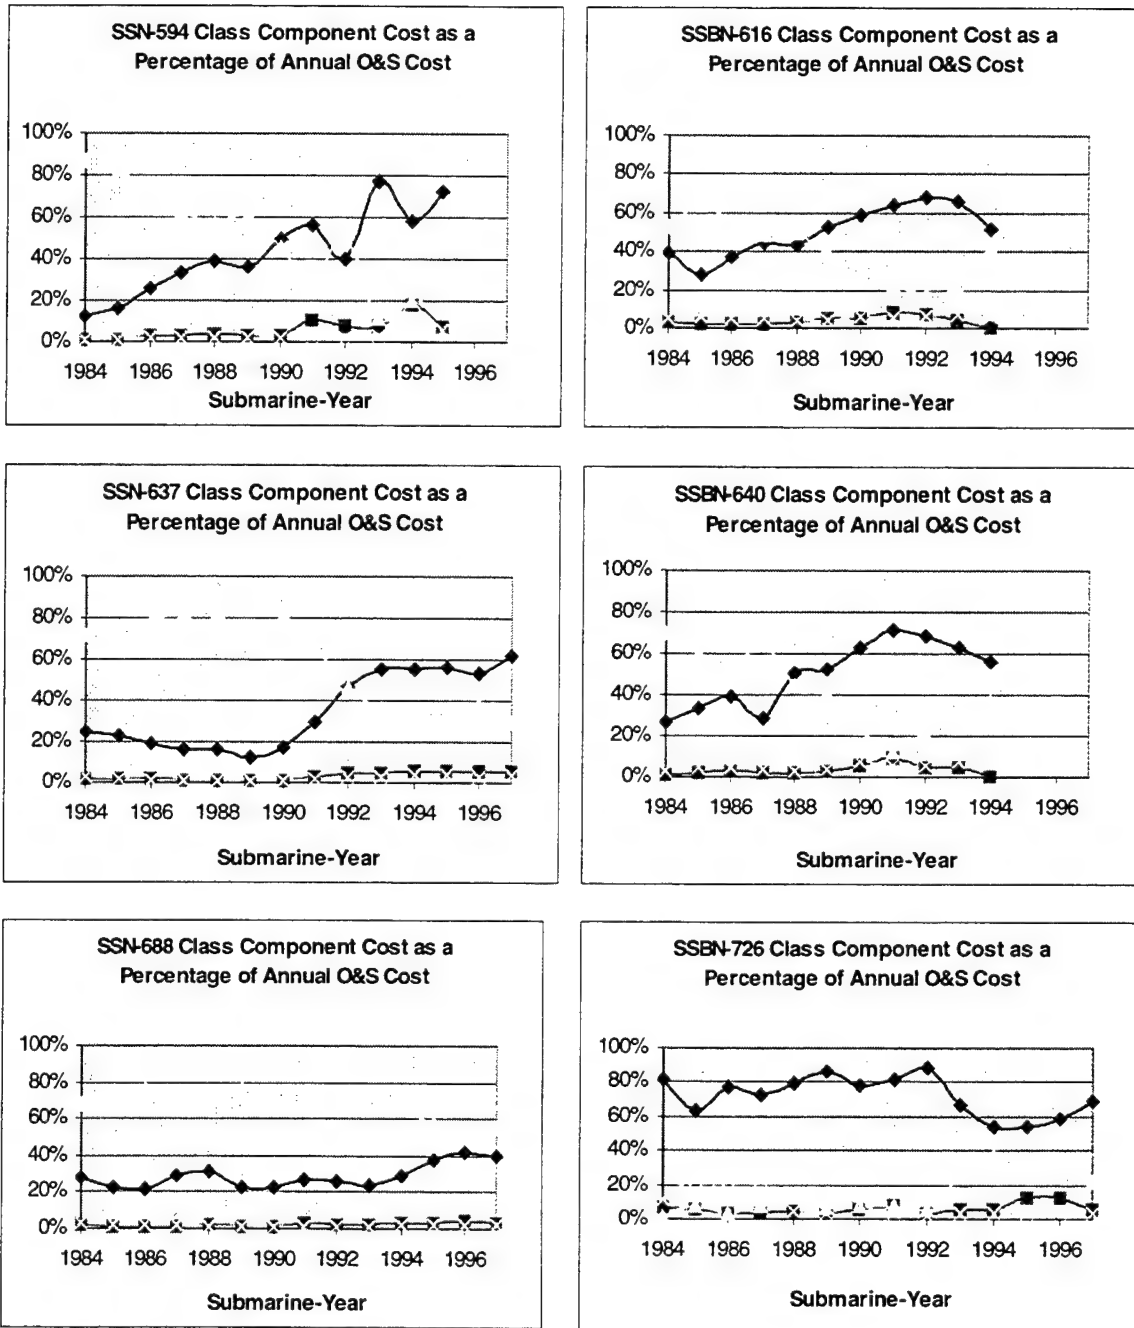 SSN-594 Class Component Cost as a
Percentage of Annual O&S Cost
100%
80%
60%
40%
20%
0%
1984 1986 1988 1990 1992 1994 1996
Submarine-Year
SSBN-616 Class Component Cost as a
Percentage of Annual O&S Cost
100%
80%
60%
40%
20%
0%
1984 1986 1988 1990 1992 1994 1996
Submarine-Year
SSN-637 Class Component Cost as a
Percentage of Annual O&S Cost
100%
80%
60%
40%
20%
0%
1984 1986 1988 1990 1992 1994 1996
Submarine-Year
SSBN-640 Class Component Cost as a
Percentage of Annual O&S Cost
100%
80%
60%
40%
20%
0%
1984 1986 1988 1990 1992 1994 1996
Submarine-Year
SSN-688 Class Component Cost as a
Percentage of Annual O&S Cost
100%
80%
60%
40%
20%
0%
1984 1986 1988 1990 1992 1994 1996
Submarine-Year
SSBN-726 Class Component Cost as a
Percentage of Annual O&S Cost
100%
80%
60%
40%
20%
0%
1984 1986 1988 1990 1992 1994 1996
Submarine-Year